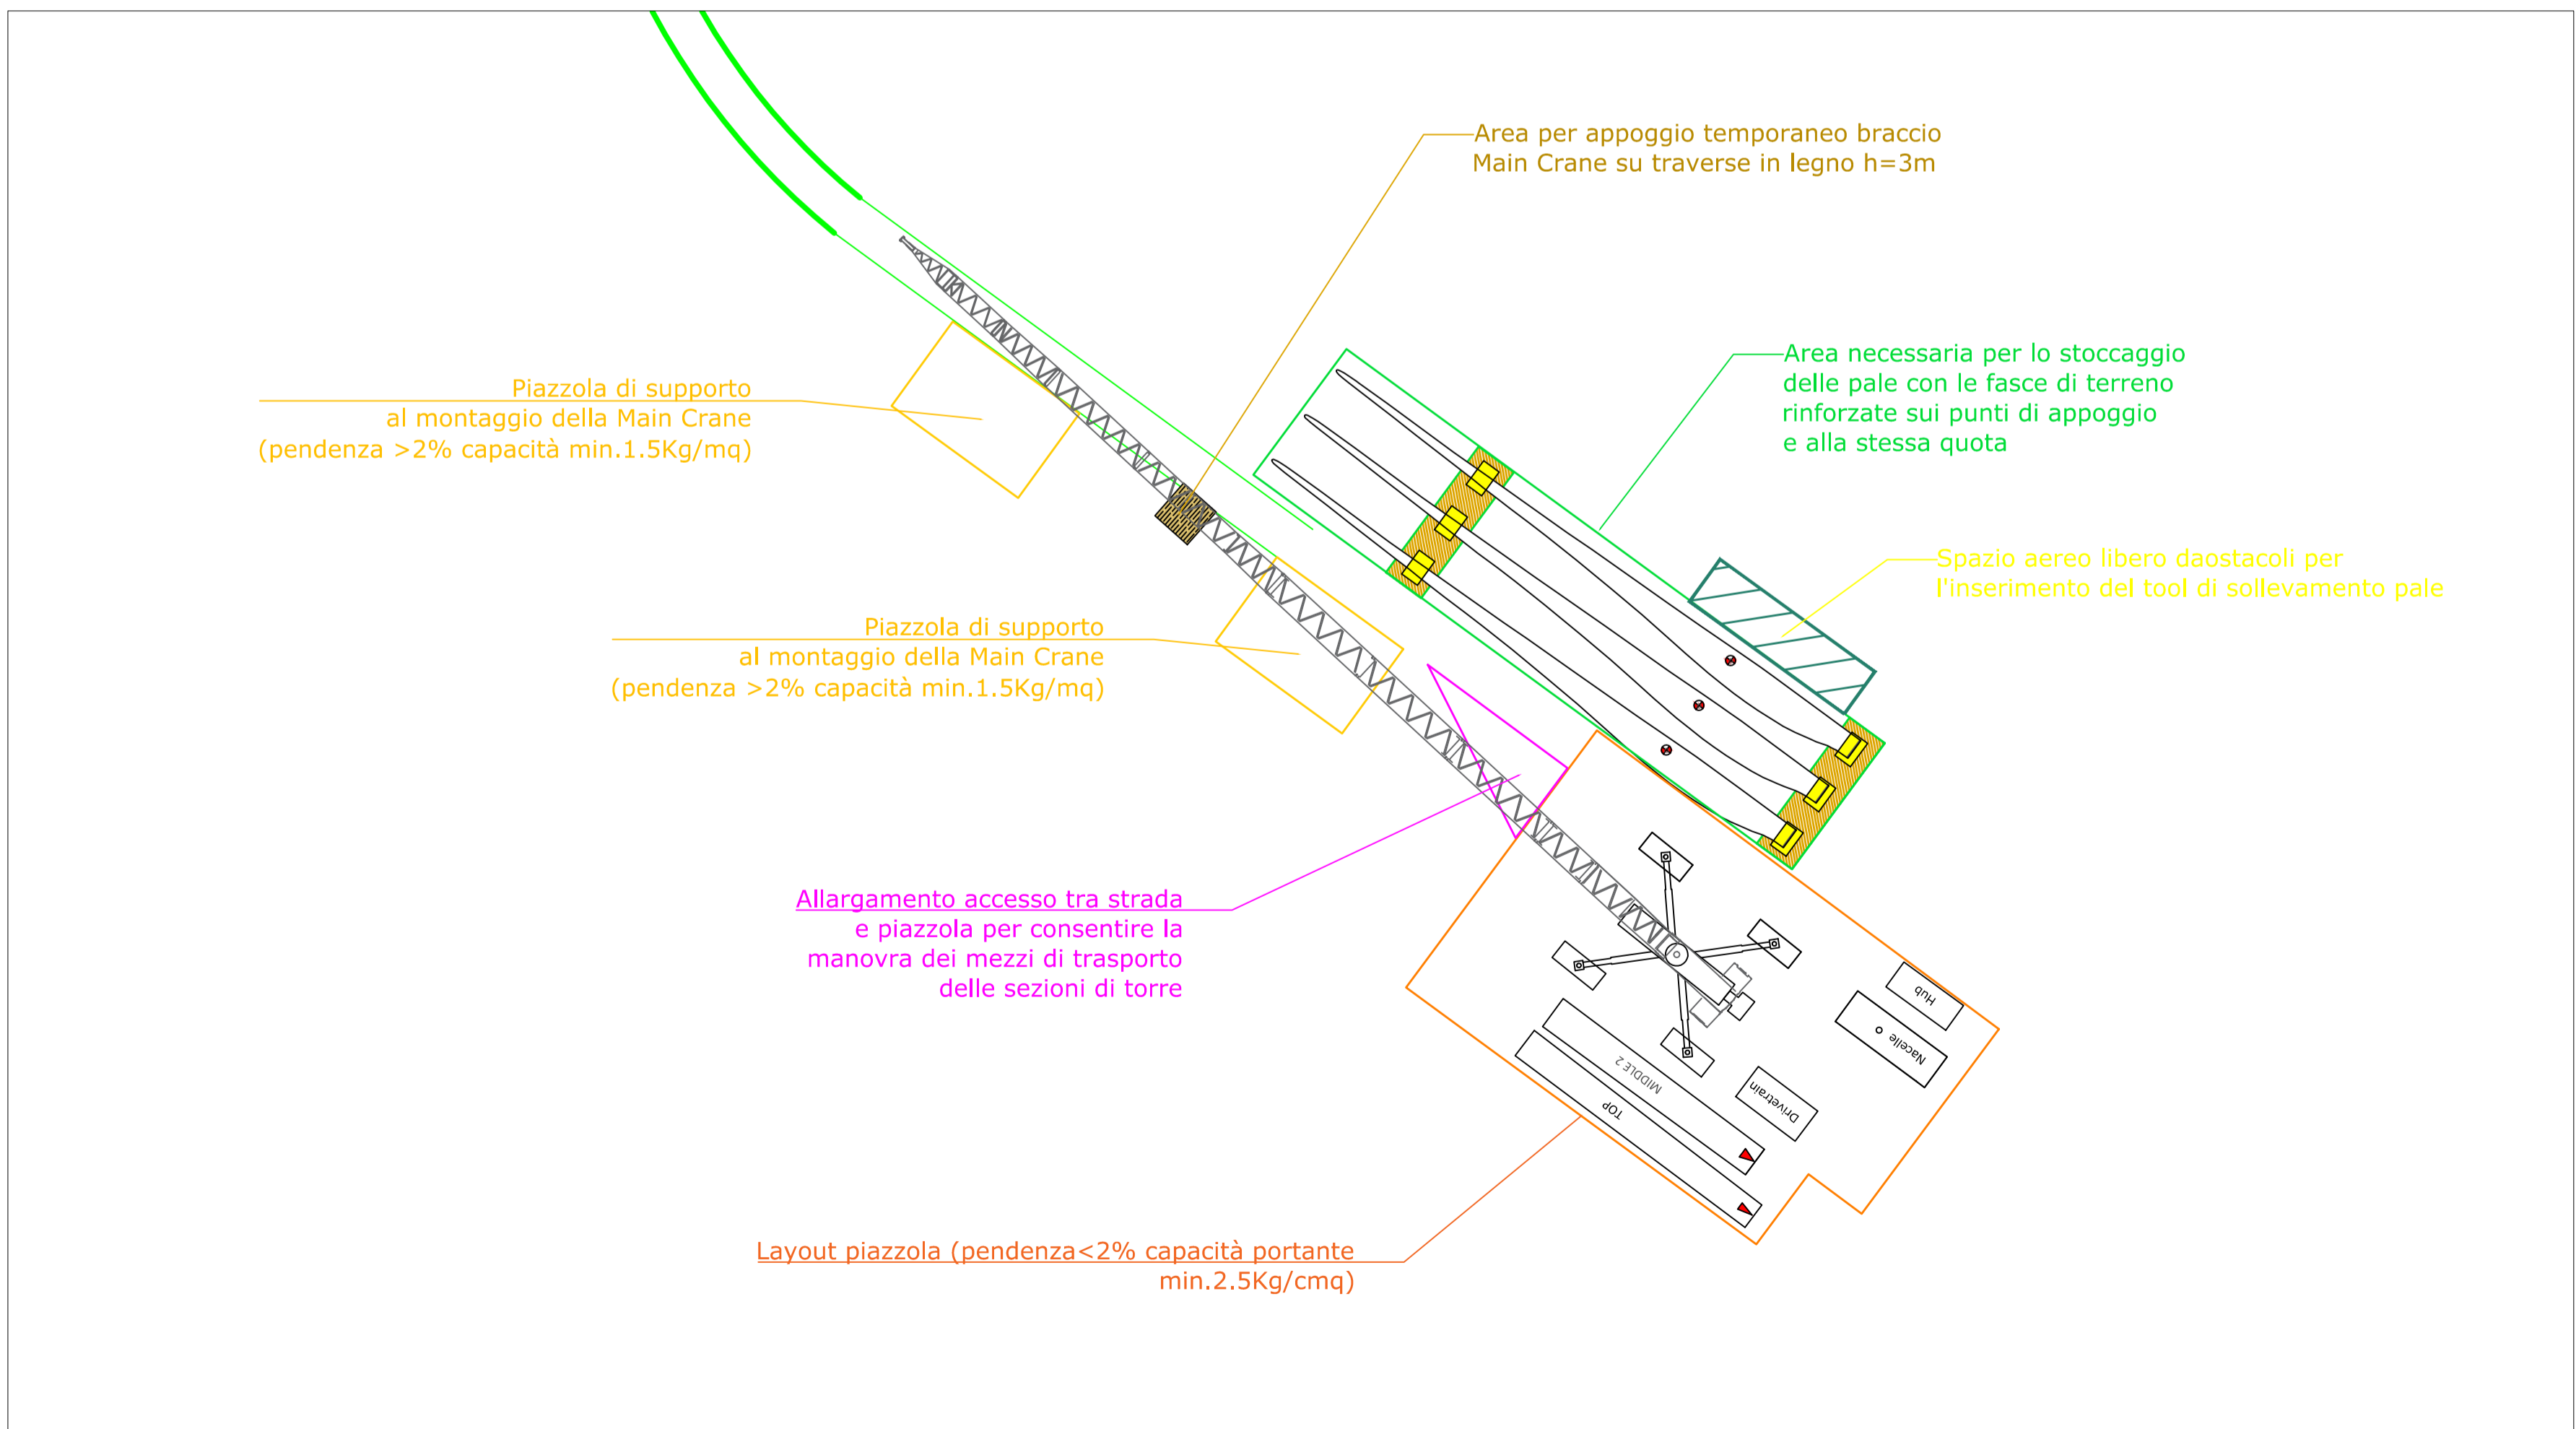 Area per appoggio temporaneo braccio
Main Crane su traverse in legno h=3m
Area necessaria per lo stoccaggio
delle pale con le fasce di terreno
rinforzate sui punti di appoggio
e alla stessa quota
Piazzola di supporto
al montaggio della Main Crane
(pendenza >2% capacità min.1.5Kg/mq)
Spazio aereo libero daostacoli per
l'inserimento del tool di sollevamento pale
Piazzola di supporto
al montaggio della Main Crane
(pendenza >2% capacità min.1.5Kg/mq)
Allargamento accesso tra strada
e piazzola per consentire la
manovra dei mezzi di trasporto
delle sezioni di torre
Hub
Nacelle
MIDDLE 2
Drivetrain
TOP
Layout piazzola (pendenza<2% capacità portante
min.2.5Kg/cmq)